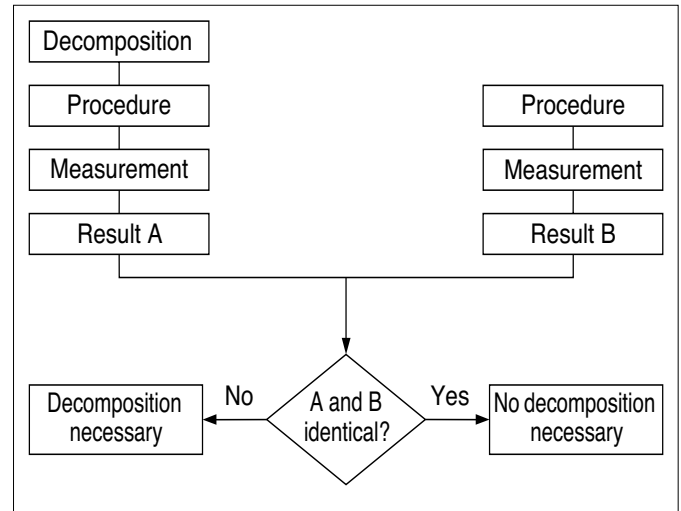 Decomposition
Procedure
Measurement
Result A
Procedure
Measurement
Result B
A and B
identical?
No
Yes
Decomposition
necessary
No decomposition
necessary